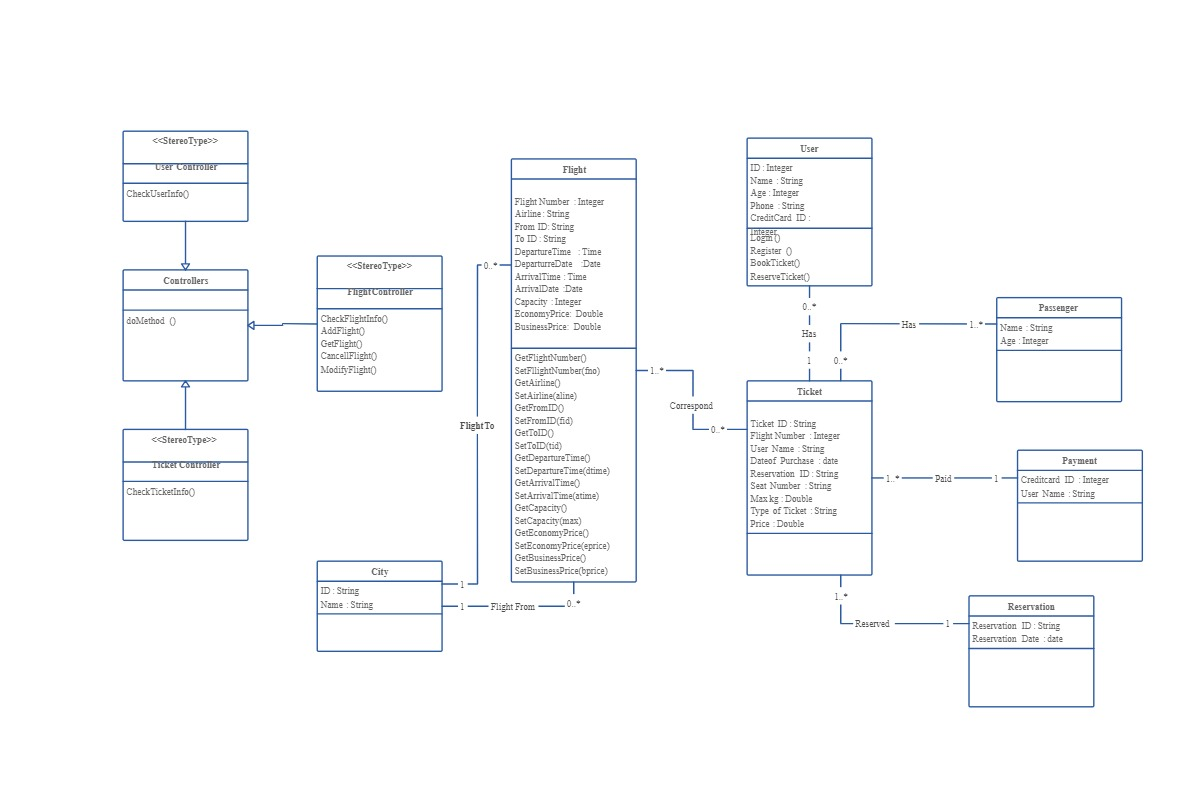 <<StereoType>>
User Controller
CheckUserInfo()
Controllers
doMethod ()
<<StereoType>>
Ticket Controller
CheckTicketInfo()
<<StereoType>>
FlightController
CheckFlightInfo()
AddFlight()
GetFlight()
CancellFlight()
ModifyFlight()
City
ID : String
Name : String
1
Flight To
0..*
1
Flight From
0..*
Flight
Flight Number : Integer
Airline : String
From ID: String
To ID : String
DepartureTime : Time
DeparturreDate :Date
ArrivalTime : Time
ArrivalDate :Date
Capacity : Integer
EconomyPrice: Double
BusinessPrice: Double
GetFlightNumber()
SetFllightNumber(fno)
GetAirline()
SetAirline(aline)
GetFromID()
SetFromID(fid)
GetToID()
SetToID(tid)
GetDepartureTime()
SetDepartureTime(dtime)
GetArrivalTime()
SetArrivalTime(atime)
GetCapacity()
SetCapacity(max)
GetEconomyPrice()
SetEconomyPrice(eprice)
GetBusinessPrice()
SetBusinessPrice(bprice)
1..*
Correspond
0..*
User
ID : Integer
Name : String
Age : Integer
Phone : String
CreditCard ID :
Integer
Login ()
Register ()
BookTicket()
ReserveTicket()
0..*
Has
1
0..*
Has
1..*
Ticket
Ticket ID : String
Flight Number : Integer
User Name : String
Dateof Purchase : date
Reservation ID : String
Seat Number : String
Max kg : Double
Type of Ticket : String
Price : Double
Passenger
Name : String
Age : Integer
1..*
Paid
1
Payment
Creditcard ID : Integer
User Name : String
1..*
Reserved
1
Reservation
Reservation ID : String
Reservation Date : date